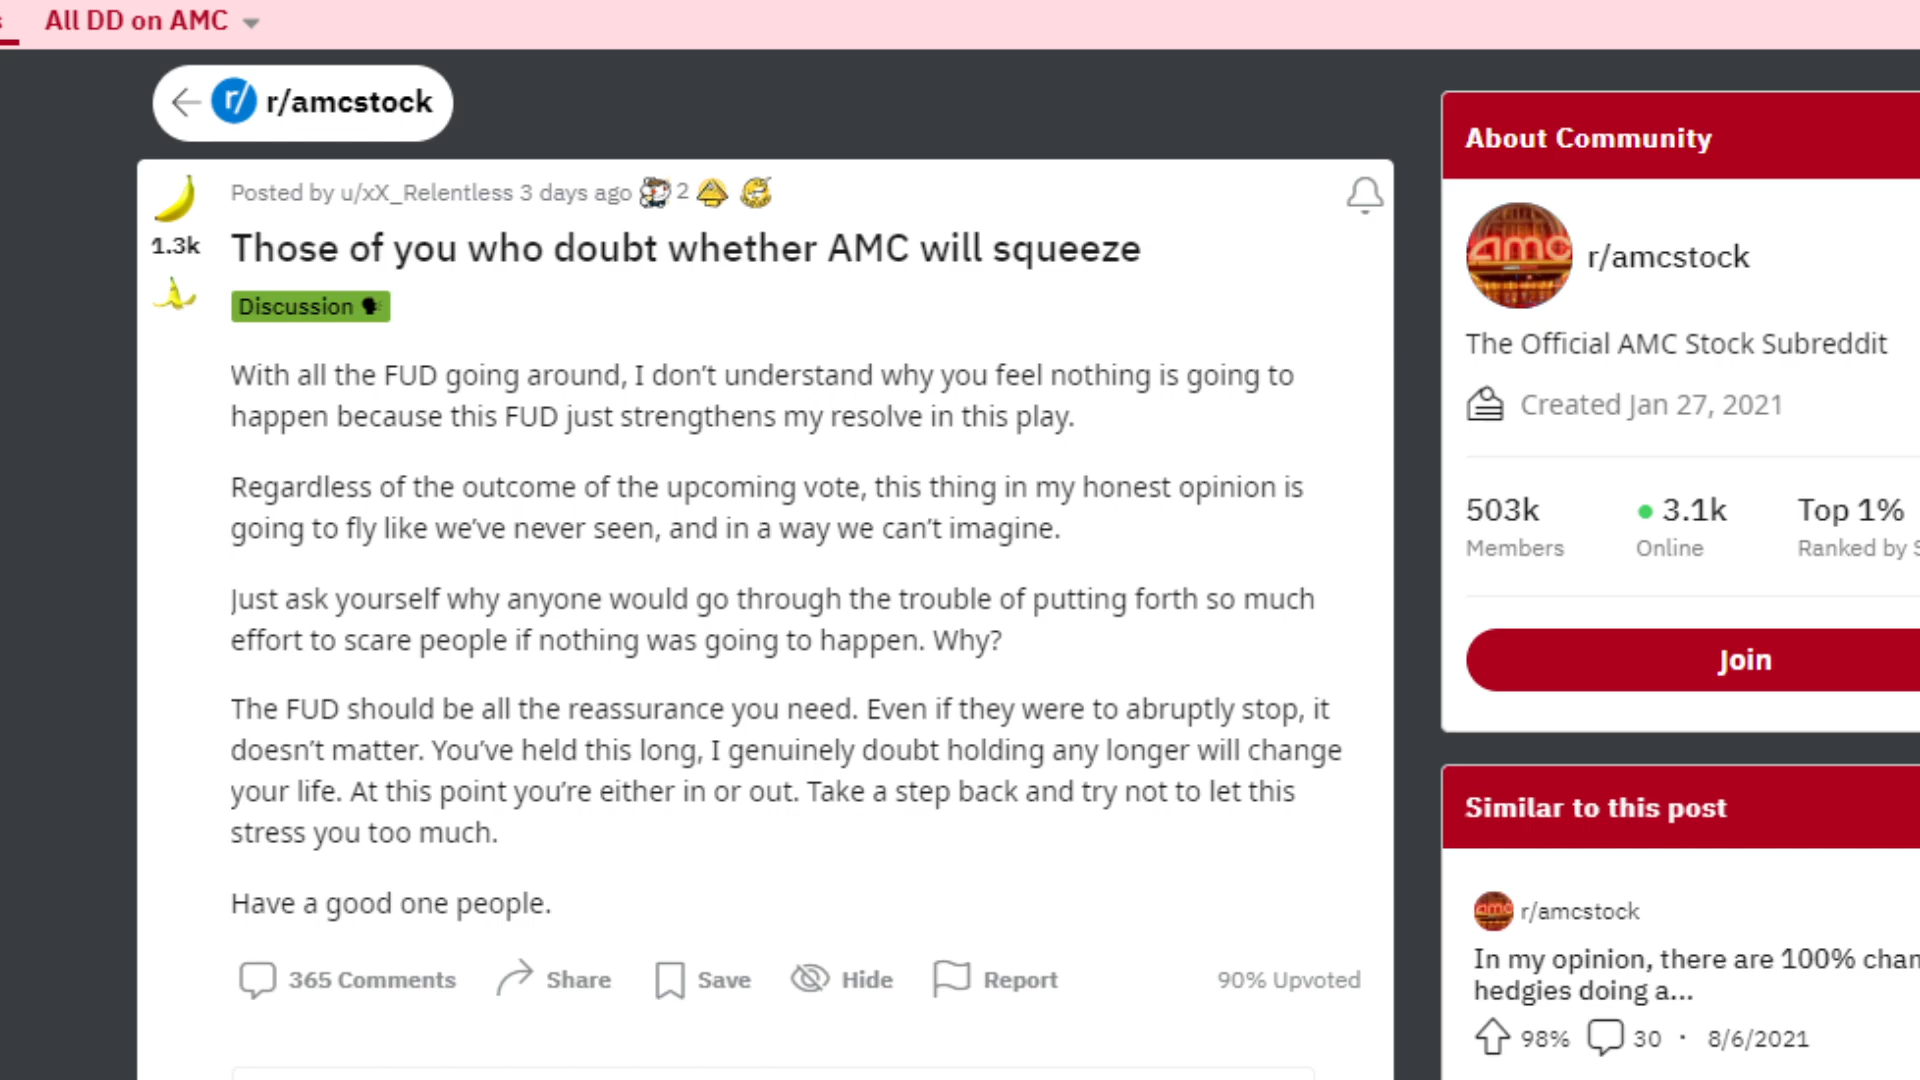 All DD on AMC
r/ r/amcstock
Posted by u/xX_Relentless 3 days ago 2
1.3k
Those of you who doubt whether AMC will squeeze
Discussion
With all the FUD going around, I don’t understand why you feel nothing is going to
happen because this FUD just strengthens my resolve in this play.
Regardless of the outcome of the upcoming vote, this thing in my honest opinion is
going to fly like we’ve never seen, and in a way we can’t imagine.
Just ask yourself why anyone would go through the trouble of putting forth so much
effort to scare people if nothing was going to happen. Why?
The FUD should be all the reassurance you need. Even if they were to abruptly stop, it
doesn’t matter. You’ve held this long, I genuinely doubt holding any longer will change
your life. At this point you’re either in or out. Take a step back and try not to let this
stress you too much.
Have a good one people.
365 Comments Share Save Hide Report 90% Upvoted
About Community
amc r/amcstock
The Official AMC Stock Subreddit
Created Jan 27, 2021
503k 3.1k Top 1%
Members Online Ranked by
Join
Similar to this post
amc r/amcstock
In my opinion, there are 100%
hedgies doing a...
98% 30 · 8/6/2021